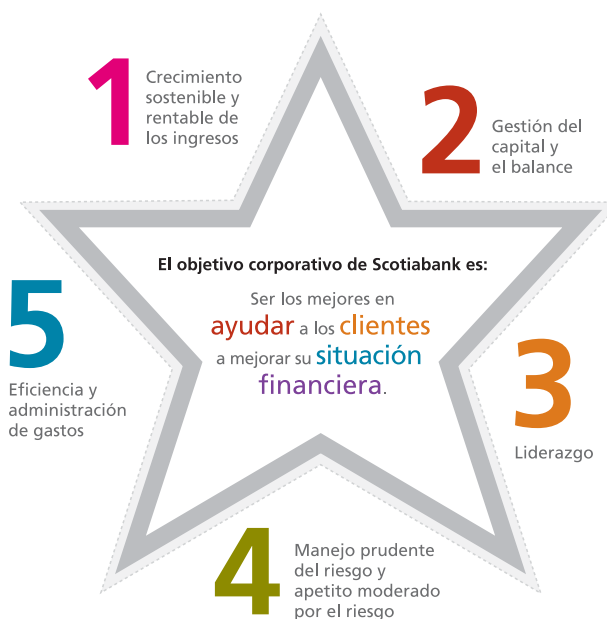 1
Crecimiento
sostenible y
rentable de
los ingresos
2
Gestión del
capital y
el balance
El objetivo corporativo de Scotiabank es:
Ser los mejores en
ayudar a los clientes
a mejorar su situación
financiera.
3
Liderazgo
4
Manejo prudente
del riesgo y
apetito moderado
por el riesgo
5
Eficiencia y
administración
de gastos